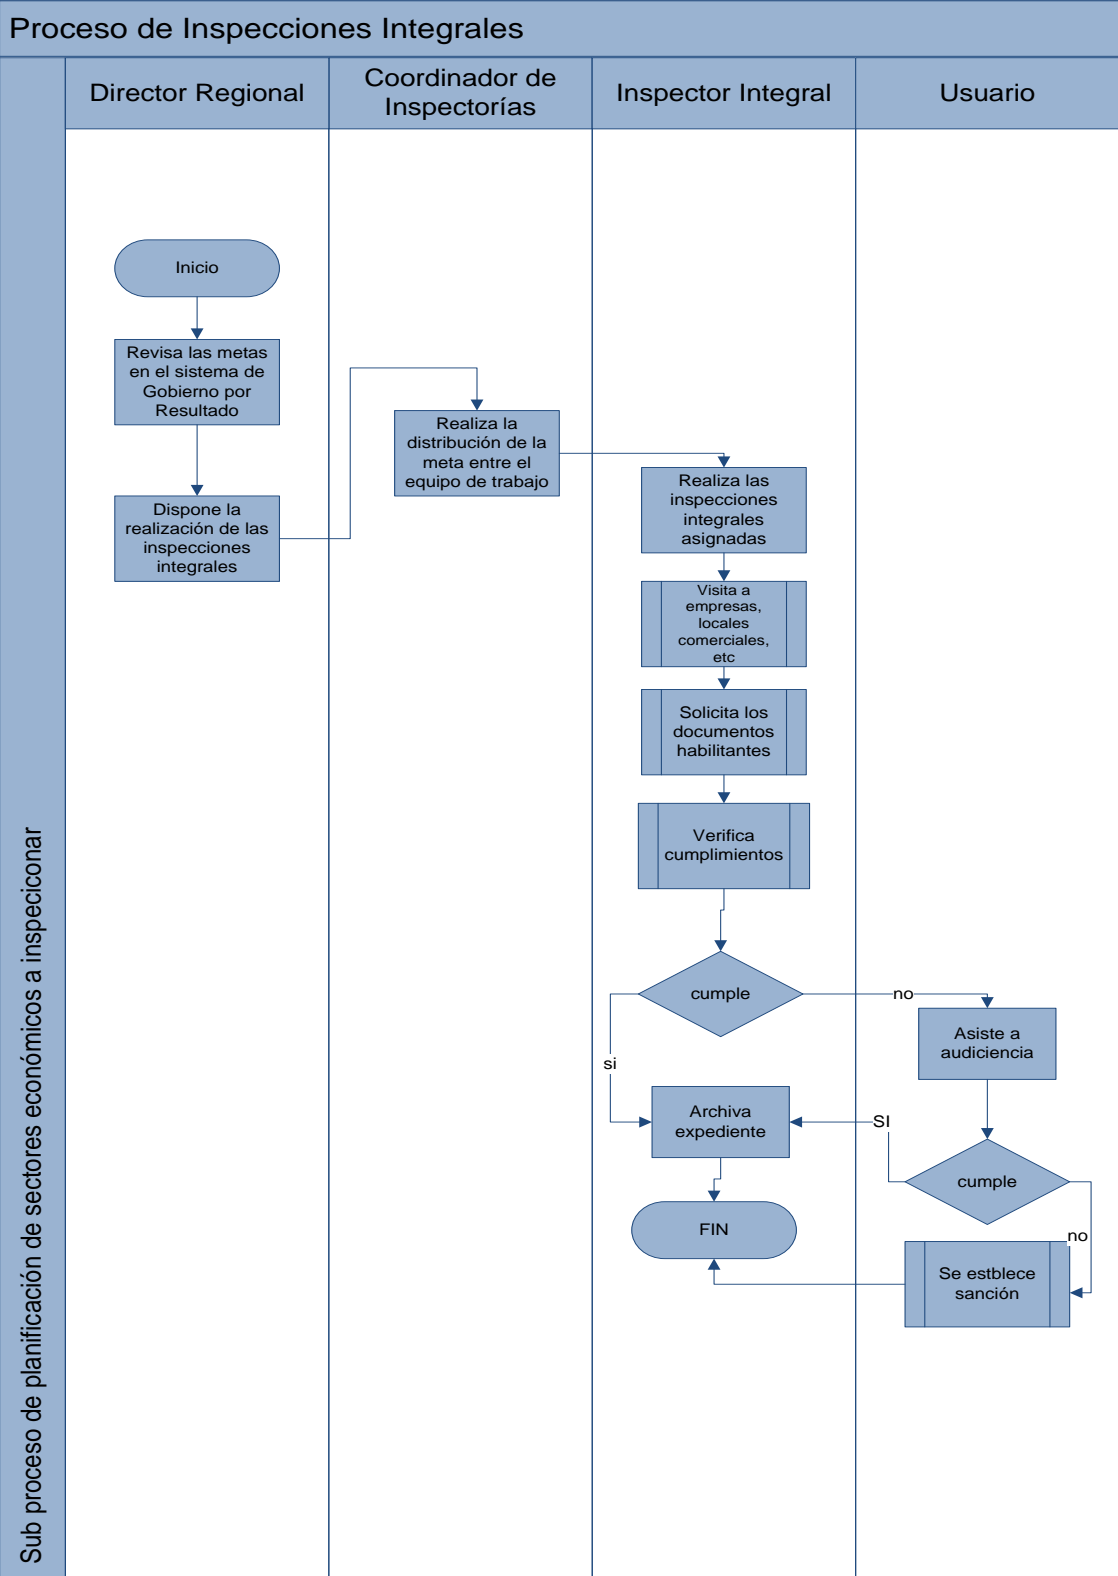 Proceso de Inspecciones Integrales
Sub proceso de planificación de sectores económicos a inspeciconar
Director Regional
Coordinador de
Inspectorías
Inspector Integral
Usuario
Inicio
Revisa las metas
en el sistema de
Gobierno por
Resultado
Dispone la
realización de las
inspecciones
integrales
Realiza la
distribución de la
meta entre el
equipo de trabajo
Realiza las
inspecciones
integrales
asignadas
Visita a
empresas,
locales
comerciales,
etc
Solicita los
documentos
habilitantes
Verifica
cumplimientos
cumple
no
si
Asiste a
audiciencia
Archiva
expediente
SI
cumple
no
FIN
Se estblece
sanción